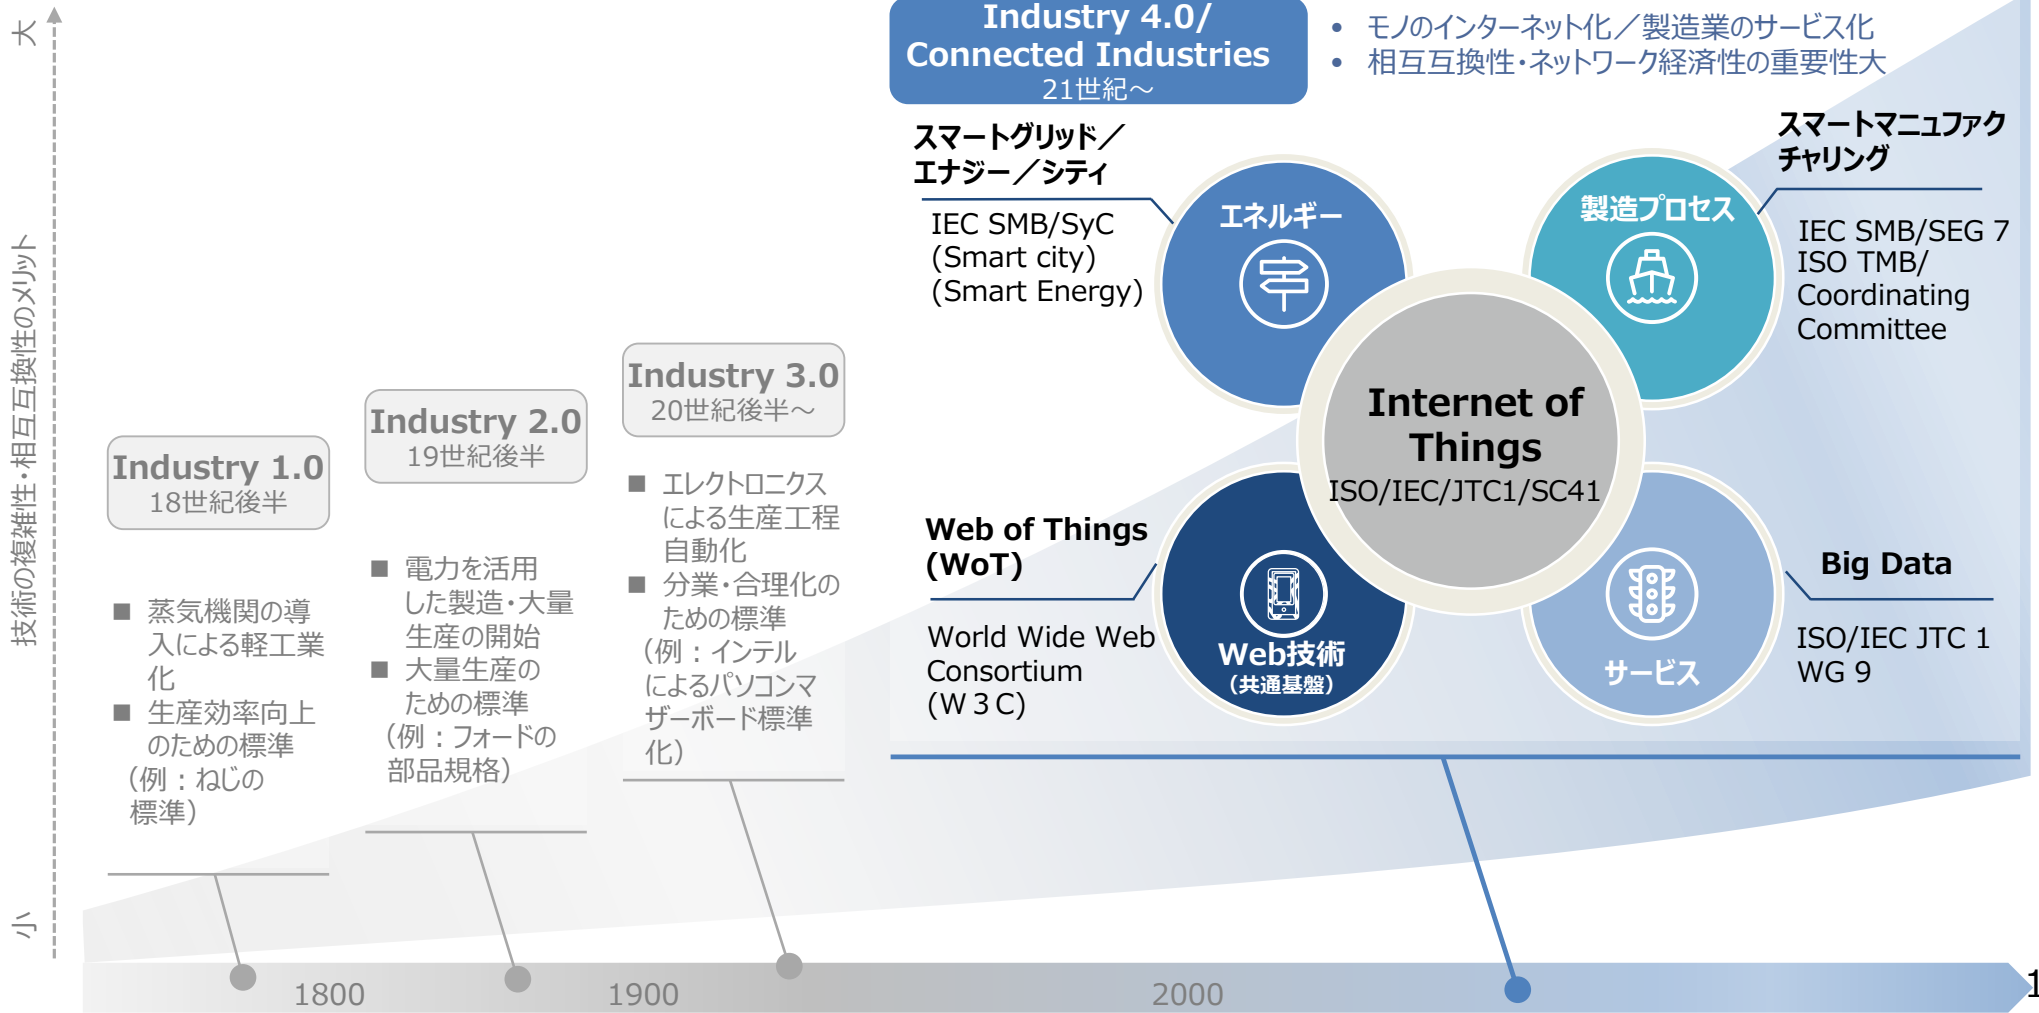 大
技術の複雑性・相互互換性のメリット
小
Industry 1.0
18世紀後半
■ 蒸気機関の導
入による軽工業
化
■ 生産効率向上
のための標準
（例：ねじの
標準）
Industry 2.0
19世紀後半
■ 電力を活用
した製造・大量
生産の開始
■ 大量生産の
ための標準
（例：フォードの
部品規格）
Industry 3.0
20世紀後半～
■ エレクトロニクス
による生産工程
自動化
■ 分業・合理化の
ための標準
（例：インテル
によるパソコンマ
ザーボード標準
化）
Industry 4.0/
Connected Industries
21世紀～
• モノのインターネット化／製造業のサービス化
• 相互互換性・ネットワーク経済性の重要性大
スマートグリッド／
エナジー／シティ
IEC SMB/SyC
(Smart city)
(Smart Energy)
エネルギー
製造プロセス
スマートマニュファク
チャリング
IEC SMB/SEG 7
ISO TMB/
Coordinating
Committee
Internet of
Things
ISO/IEC/JTC1/SC41
Web of Things
(WoT)
World Wide Web
Consortium
(W３C)
Web技術
（共通基盤）
サービス
Big Data
ISO/IEC JTC 1
WG 9
1800
1900
2000
1